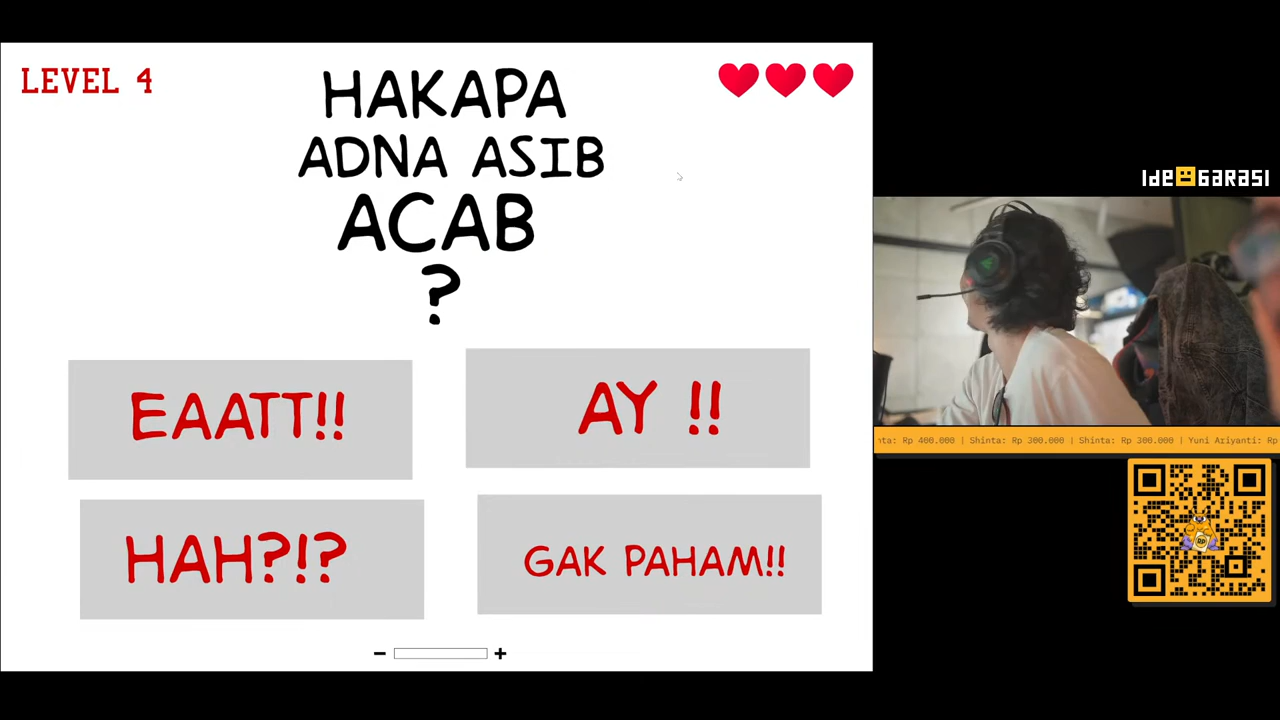 LEVEL 4
HAKAPA
ADNA ASIB
ACAB
?
EAATT!!
AY !!
HAH?!?
GAK PAHAM!!
− +
IDE GARASI
nta: Rp 400.000 | Shinta: Rp 300.000 | Shinta: Rp 300.000 | Yuni Ariyanti: Rp